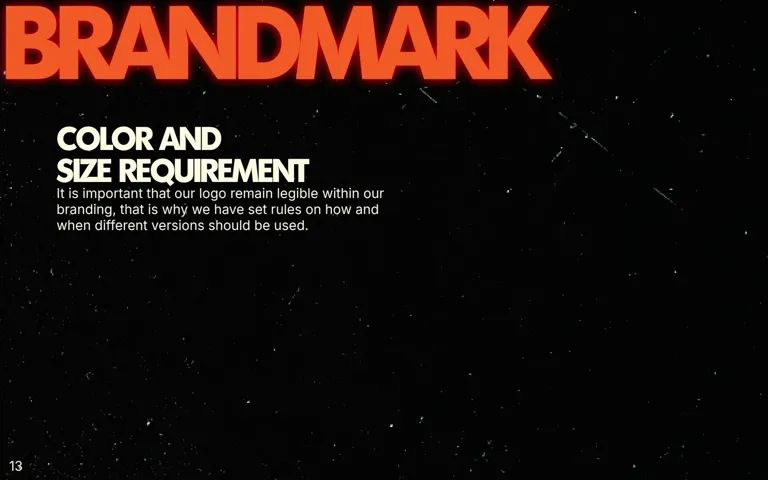 BRANDMARK
COLOR AND
SIZE REQUIREMENT
It is important that our logo remain legible within our
branding, that is why we have set rules on how and
when different versions should be used.
13